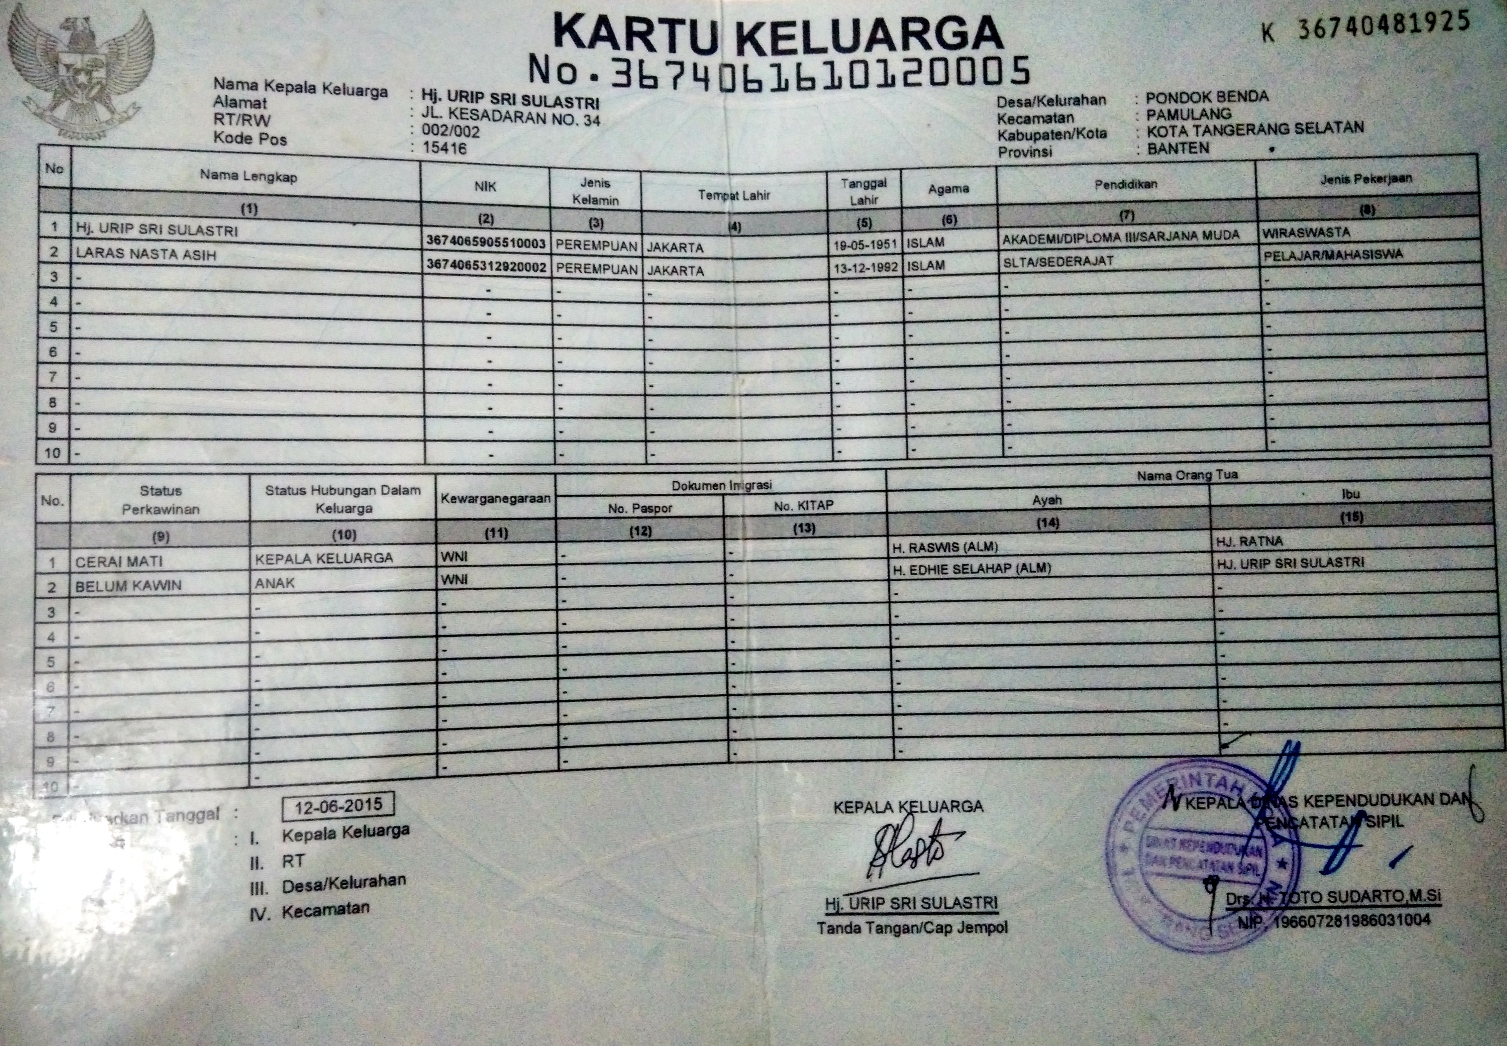 KARTU KELUARGA
No. 3674061610120005
K 36740481925
Nama Kepala Keluarga : Hj. URIP SRI SULASTRI
Alamat : JL. KESADARAN NO. 34
RT/RW : 002/002
Kode Pos : 15416
Desa/Kelurahan : PONDOK BENDA
Kecamatan : PAMULANG
Kabupaten/Kota : KOTA TANGERANG SELATAN
Provinsi : BANTEN
No Nama Lengkap NIK Jenis Kelamin Tempat Lahir Tanggal Lahir Agama Pendidikan Jenis Pekerjaan
(1) (2) (3) (4) (5) (6) (7) (8)
1 Hj. URIP SRI SULASTRI 3674065905510003 PEREMPUAN JAKARTA 19-05-1951 ISLAM AKADEMI/DIPLOMA III/SARJANA MUDA WIRASWASTA
2 LARAS NASTA ASIH 3674065312920002 PEREMPUAN JAKARTA 13-12-1992 ISLAM SLTA/SEDERAJAT PELAJAR/MAHASISWA
3 - - - - - - - -
4 - - - - - - - -
5 - - - - - - - -
6 - - - - - - - -
7 - - - - - - - -
8 - - - - - - - -
9 - - - - - - - -
10 - - - - - - - -
No. Status Perkawinan Status Hubungan Dalam Keluarga Kewarganegaraan Dokumen Imigrasi Nama Orang Tua
No. Paspor No. KITAP Ayah Ibu
(9) (10) (11) (12) (13) (14) (15)
1 CERAI MATI KEPALA KELUARGA WNI - - H. RASWIS (ALM) HJ. RATNA
2 BELUM KAWIN ANAK WNI - - H. EDHIE SELAHAP (ALM) HJ. URIP SRI SULASTRI
3 - - - - - - -
4 - - - - - - -
5 - - - - - - -
6 - - - - - - -
7 - - - - - - -
8 - - - - - - -
9 - - - - - - -
10 - - - - - - -
Tanggal : 12-06-2015
: I. Kepala Keluarga
II. RT
III. Desa/Kelurahan
IV. Kecamatan
KEPALA KELUARGA
Hj. URIP SRI SULASTRI
Tanda Tangan/Cap Jempol
KEPALA DINAS KEPENDUDUKAN DAN
PENCATATAN SIPIL
PEMERINTAH
DINAS KEPENDUDUKAN
DAN PENCATATAN SIPIL
Drs. H. TOTO SUDARTO,M.Si
NIP. 196607281986031004